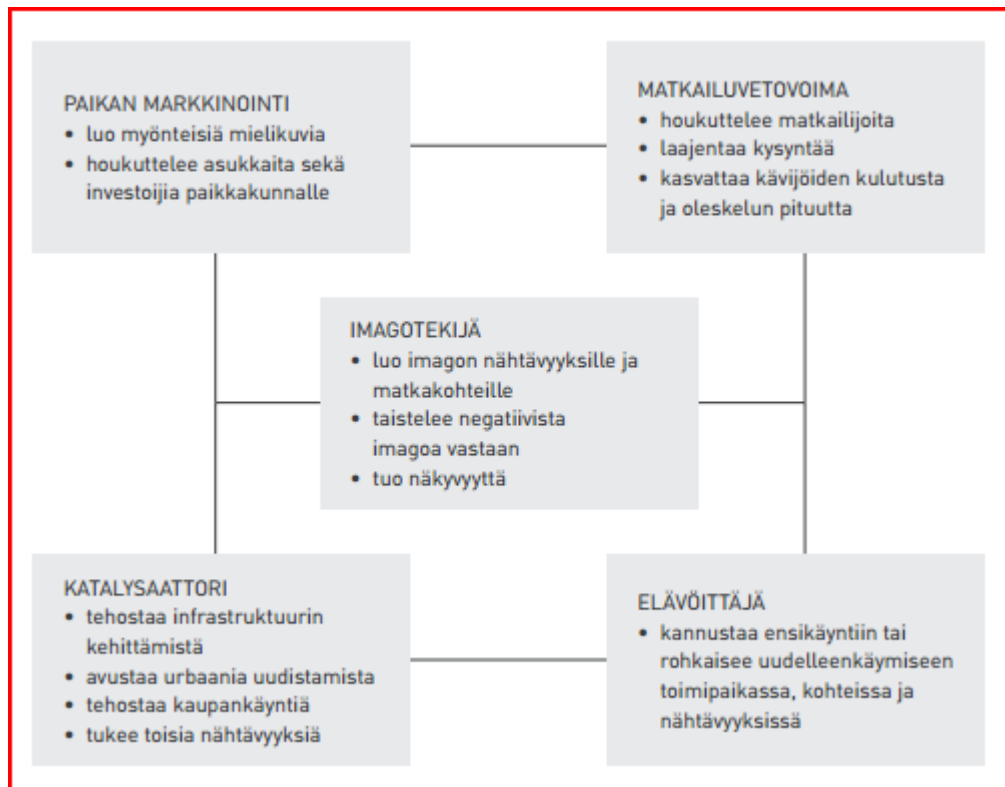 PAIKAN MARKKINOINTI
• luo myönteisiä mielikuvia
• houkuttelee asukkaita sekä
investoijia paikkakunnalle
MATKAILUVETOVOIMA
• houkuttelee matkailijoita
• laajentaa kysyntää
• kasvattaa kävijöiden kulutusta
ja oleskelun pituutta
IMAGOTEKIJÄ
• luo imagon nähtävyyksille ja
matkakohteille
• taistelee negatiivista
imagoa vastaan
• tuo näkyvyyttä
KATALYSAATTORI
• tehostaa infrastruktuurin
kehittämistä
• avustaa urbaania uudistamista
• tehostaa kaupankäyntiä
• tukee toisia nähtävyyksiä
ELÄVÖITTÄJÄ
• kannustaa ensikäyntiin tai
rohkaisee uudelleenkäymiseen
toimipaikassa, kohteissa ja
nähtävyyksissä